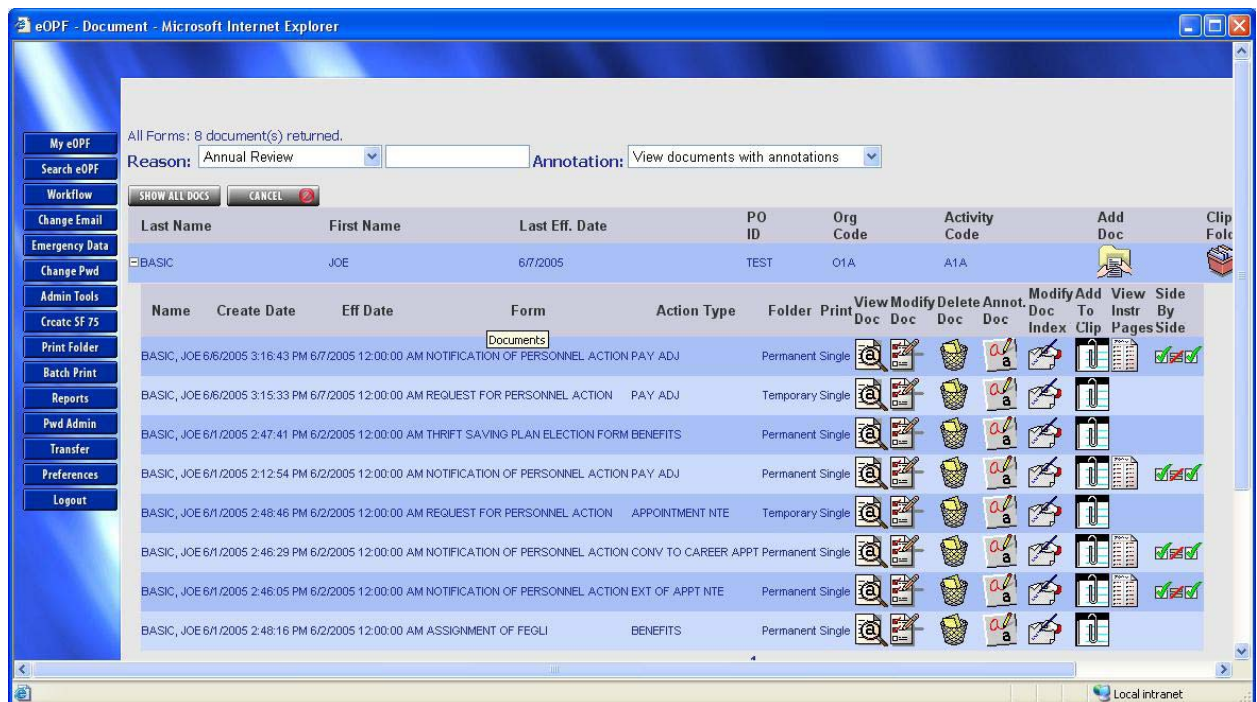 eOPF - Document - Microsoft Internet Explorer
My eOPF
Search eOPF
Workflow
Change Email
Emergency Data
Change Pwd
Admin Tools
Create SF 75
Print Folder
Batch Print
Reports
Pwd Admin
Transfer
Preferences
Logout
All Forms: 8 document(s) returned.
Reason: Annual Review Annotation: View documents with annotations
SHOW ALL DOCS CANCEL
Last Name First Name Last Eff. Date PO ID Org Code Activity Code Add Doc Clip Fold
BASIC JOE 6/7/2005 TEST O1A A1A
Name Create Date Eff Date Form Action Type Folder Print View Doc Modify Doc Delete Doc Annot. Doc Modify Doc Index Add To Clip View Instr Pages Side By Side
Documents
BASIC, JOE 6/6/2005 3:16:43 PM 6/7/2005 12:00:00 AM NOTIFICATION OF PERSONNEL ACTION PAY ADJ Permanent Single
BASIC, JOE 6/6/2005 3:15:33 PM 6/7/2005 12:00:00 AM REQUEST FOR PERSONNEL ACTION PAY ADJ Temporary Single
BASIC, JOE 6/1/2005 2:47:41 PM 6/2/2005 12:00:00 AM THRIFT SAVING PLAN ELECTION FORM BENEFITS Permanent Single
BASIC, JOE 6/1/2005 2:12:54 PM 6/2/2005 12:00:00 AM NOTIFICATION OF PERSONNEL ACTION PAY ADJ Permanent Single
BASIC, JOE 6/1/2005 2:48:46 PM 6/2/2005 12:00:00 AM REQUEST FOR PERSONNEL ACTION APPOINTMENT NTE Temporary Single
BASIC, JOE 6/1/2005 2:46:29 PM 6/2/2005 12:00:00 AM NOTIFICATION OF PERSONNEL ACTION CONV TO CAREER APPT Permanent Single
BASIC, JOE 6/1/2005 2:46:05 PM 6/2/2005 12:00:00 AM NOTIFICATION OF PERSONNEL ACTION EXT OF APPT NTE Permanent Single
BASIC, JOE 6/1/2005 2:48:16 PM 6/2/2005 12:00:00 AM ASSIGNMENT OF FEGLI BENEFITS Permanent Single
Local intranet